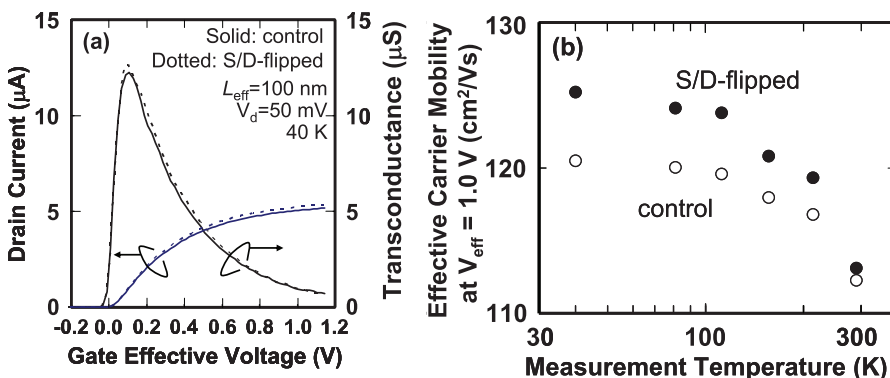 (a)
Solid: control
Dotted: S/D-flipped
Leff=100 nm
Vd=50 mV
40 K
Drain Current (μA)
15
10
5
0
Transconductance (μS)
15
10
5
0
-0.2 0.0 0.2 0.4 0.6 0.8 1.0 1.2
Gate Effective Voltage (V)
(b)
S/D-flipped
control
Effective Carrier Mobility
at Veff = 1.0 V (cm2/Vs)
130
120
110
30 100 300
Measurement Temperature (K)